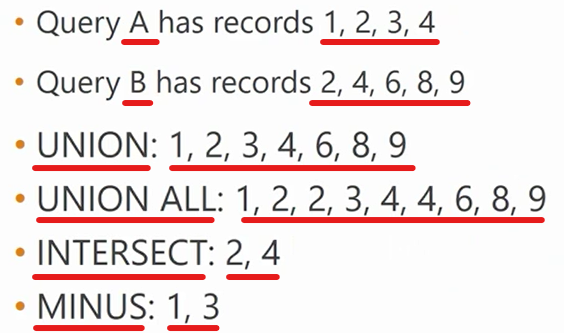 • Query A has records 1, 2, 3, 4
• Query B has records 2, 4, 6, 8, 9
• UNION: 1, 2, 3, 4, 6, 8, 9
• UNION ALL: 1, 2, 2, 3, 4, 4, 6, 8, 9
• INTERSECT: 2, 4
• MINUS: 1, 3